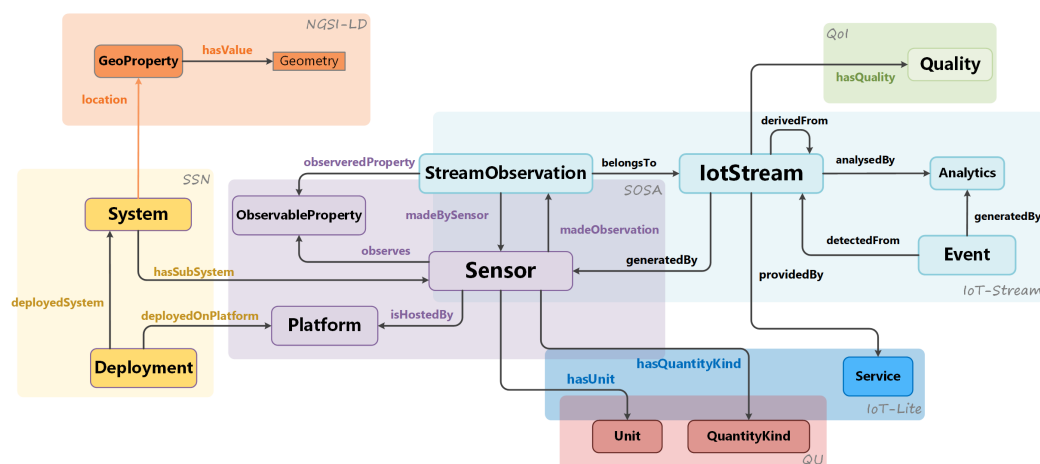 NGSI-LD
QoI
hasValue
GeoProperty
Geometry
Quality
hasQuality
location
derivedFrom
observeredProperty
StreamObservation
belongsTo
IotStream
analysedBy
Analytics
SSN
SOSA
System
ObservableProperty
madeBySensor
madeObservation
generatedBy
detectedFrom
Event
observes
Sensor
generatedBy
hasSubSystem
providedBy
IoT-Stream
deployedSystem
deployedOnPlatform
Platform
isHostedBy
Deployment
hasQuantityKind
hasUnit
Service
IoT-Lite
Unit
QuantityKind
QU